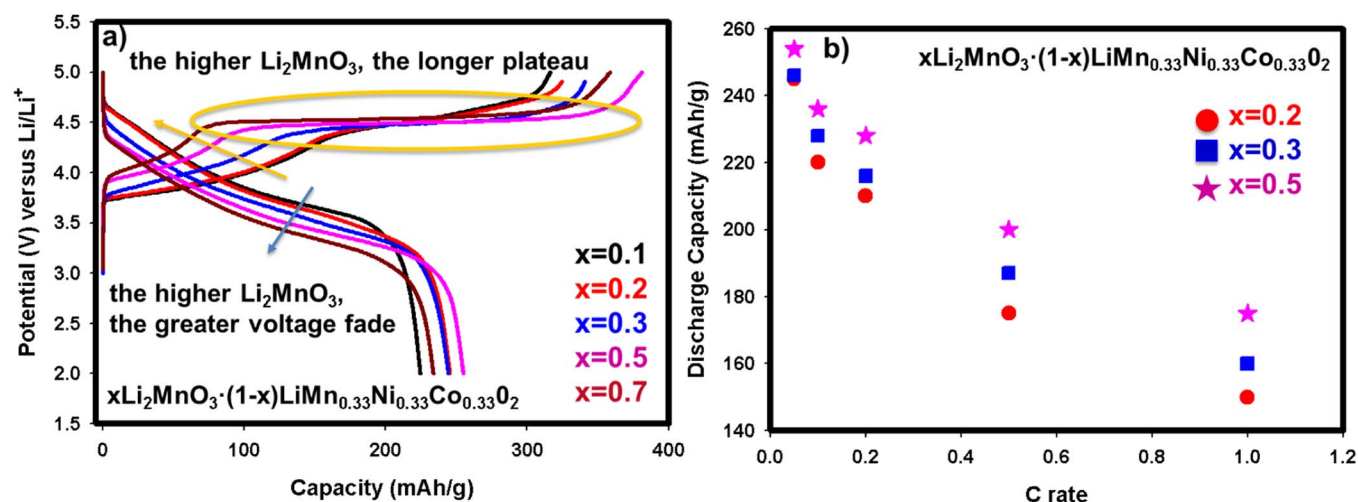 a)
the higher Li₂MnO₃, the longer plateau
the higher Li₂MnO₃,
the greater voltage fade
x=0.1
x=0.2
x=0.3
x=0.5
x=0.7
xLi₂MnO₃·(1-x)LiMn₀.₃₃Ni₀.₃₃Co₀.₃₃0₂
Potential (V) versus Li/Li⁺
5.5
5.0
4.5
4.0
3.5
3.0
2.5
2.0
1.5
0
100
200
300
400
Capacity (mAh/g)
b)
xLi₂MnO₃·(1-x)LiMn₀.₃₃Ni₀.₃₃Co₀.₃₃0₂
x=0.2
x=0.3
x=0.5
Discharge Capacity (mAh/g)
260
240
220
200
180
160
140
0.0
0.2
0.4
0.6
0.8
1.0
1.2
C rate